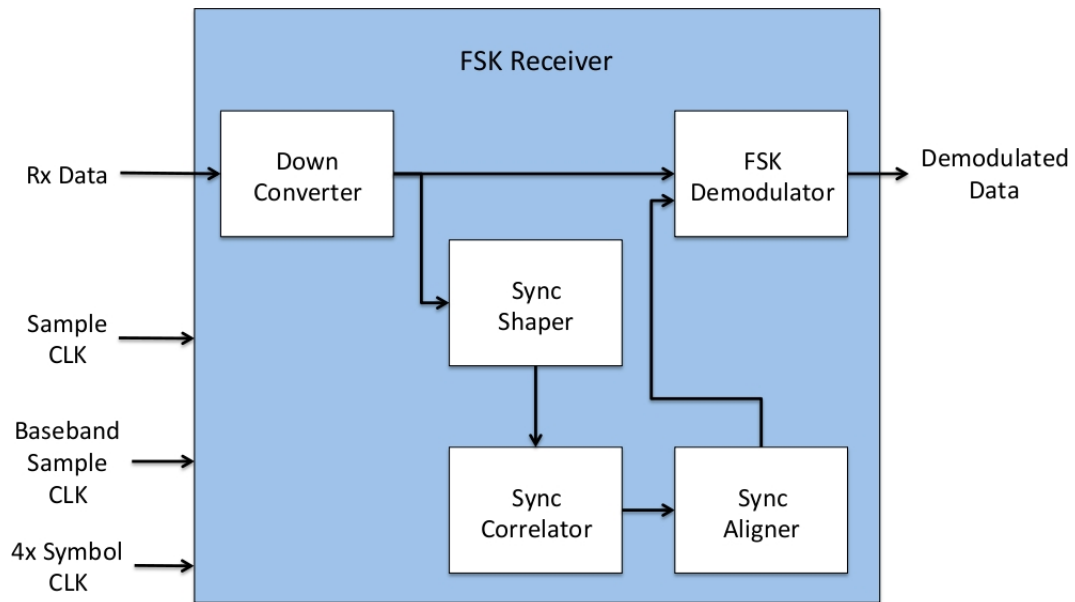 FSK Receiver
Rx Data
Down
Converter
FSK
Demodulator
Demodulated
Data
Sync
Shaper
Sample
CLK
Baseband
Sample
CLK
Sync
Correlator
Sync
Aligner
4x Symbol
CLK